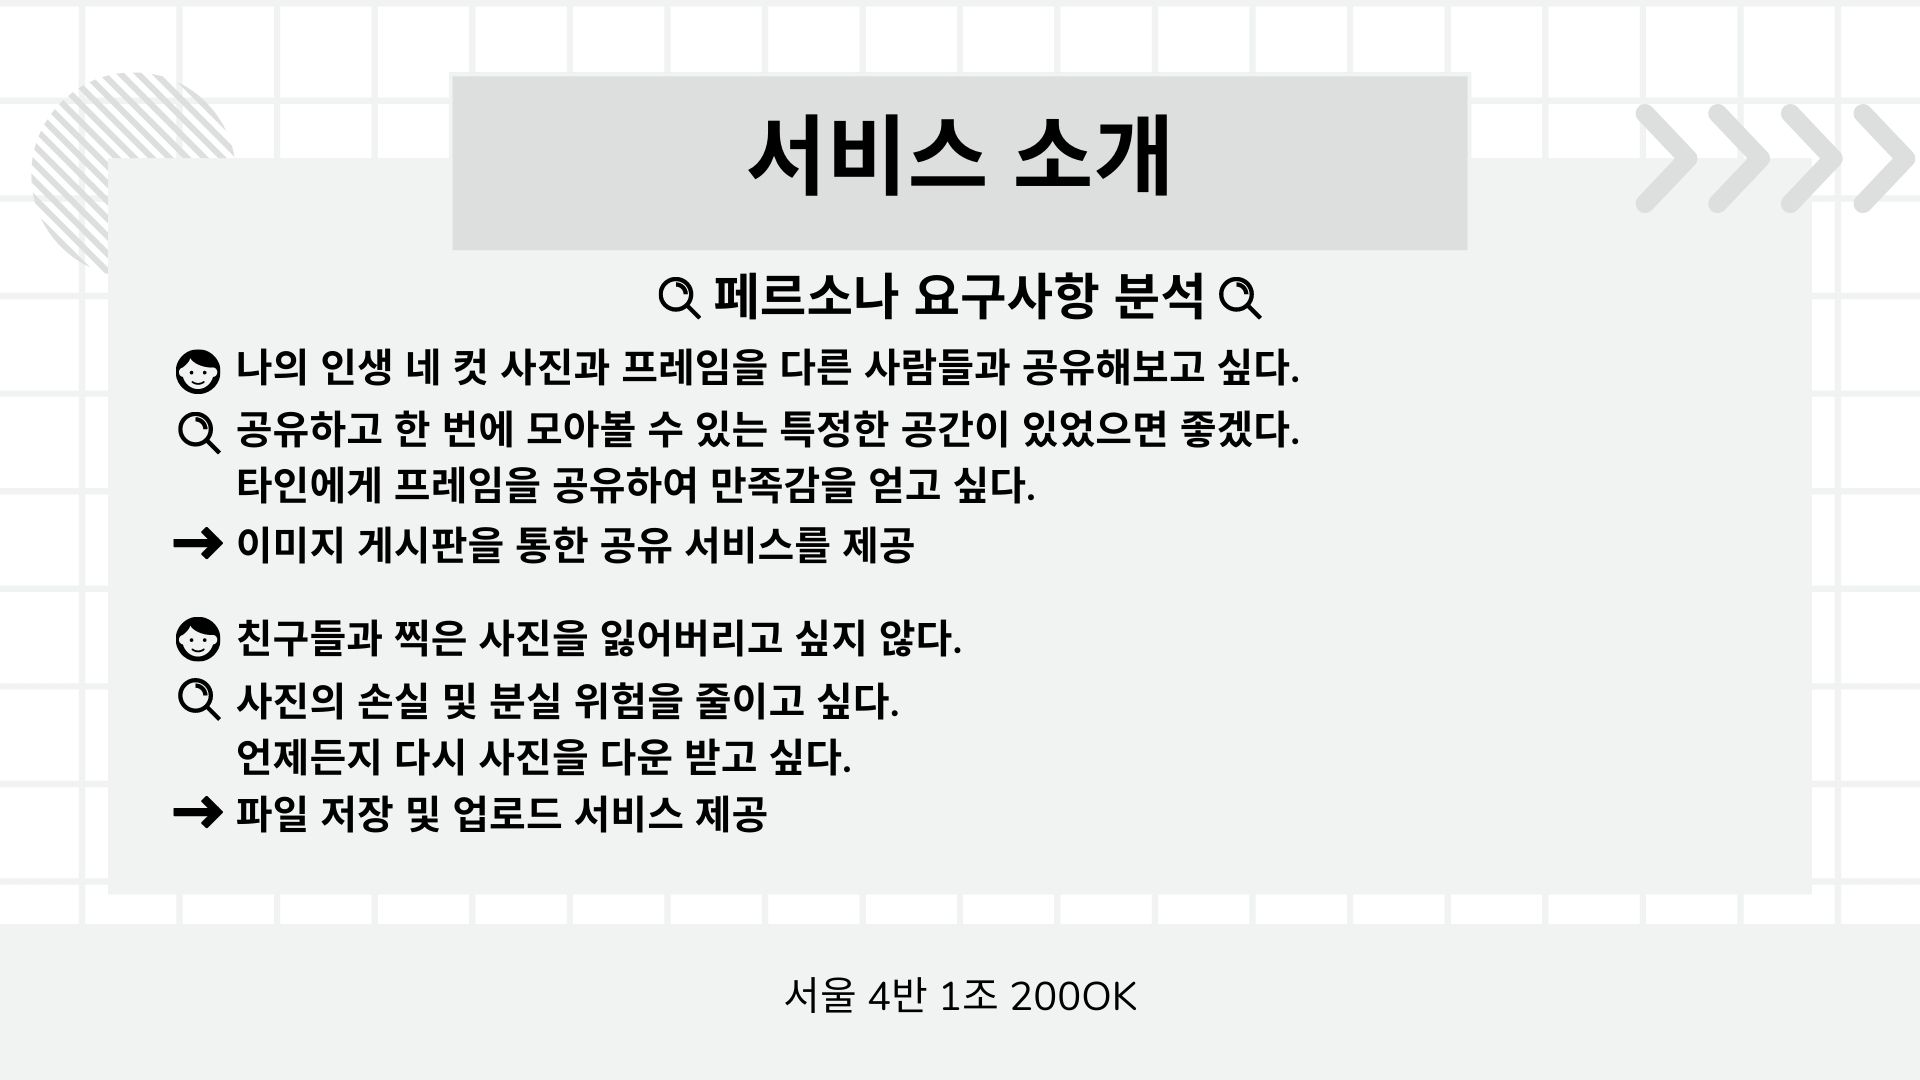 서비스 소개
페르소나 요구사항 분석
나의 인생 네 컷 사진과 프레임을 다른 사람들과 공유해보고 싶다.
공유하고 한 번에 모아볼 수 있는 특정한 공간이 있었으면 좋겠다.
타인에게 프레임을 공유하여 만족감을 얻고 싶다.
이미지 게시판을 통한 공유 서비스를 제공
친구들과 찍은 사진을 잃어버리고 싶지 않다.
사진의 손실 및 분실 위험을 줄이고 싶다.
언제든지 다시 사진을 다운 받고 싶다.
파일 저장 및 업로드 서비스 제공
서울 4반 1조 200OK